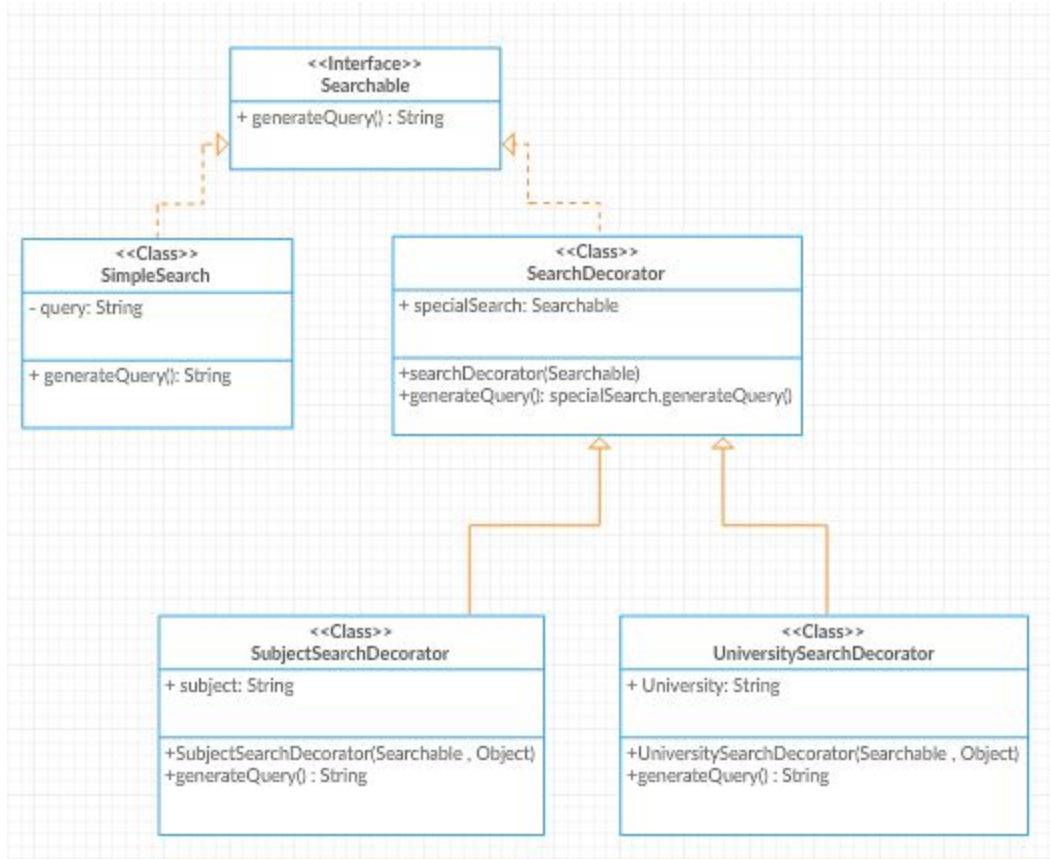 <<Interface>>
Searchable
+ generateQuery() : String
<<Class>>
SimpleSearch
- query: String
+ generateQuery(): String
<<Class>>
SearchDecorator
+ specialSearch: Searchable
+searchDecorator(Searchable)
+generateQuery(): specialSearch.generateQuery()
<<Class>>
SubjectSearchDecorator
+ subject: String
+SubjectSearchDecorator(Searchable , Object)
+generateQuery() : String
<<Class>>
UniversitySearchDecorator
+ University: String
+UniversitySearchDecorator(Searchable , Object)
+generateQuery() : String